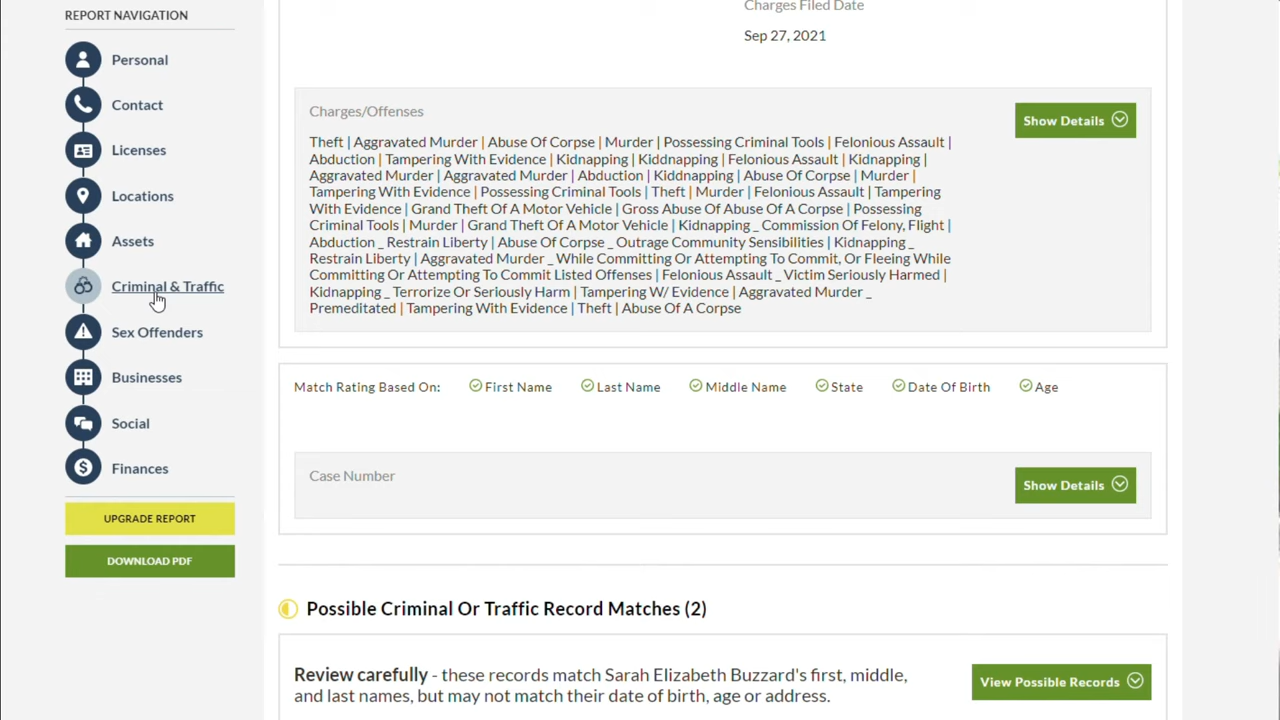 REPORT NAVIGATION
Personal
Contact
Licenses
Locations
Assets
Criminal & Traffic
Sex Offenders
Businesses
Social
Finances
UPGRADE REPORT
DOWNLOAD PDF
Charges Filed Date
Sep 27, 2021
Charges/Offenses
Show Details
Theft | Aggravated Murder | Abuse Of Corpse | Murder | Possessing Criminal Tools | Felonious Assault |
Abduction | Tampering With Evidence | Kidnapping | Kiddnapping | Felonious Assault | Kidnapping |
Aggravated Murder | Aggravated Murder | Abduction | Kiddnapping | Abuse Of Corpse | Murder |
Tampering With Evidence | Possessing Criminal Tools | Theft | Murder | Felonious Assault | Tampering
With Evidence | Grand Theft Of A Motor Vehicle | Gross Abuse Of Abuse Of A Corpse | Possessing
Criminal Tools | Murder | Grand Theft Of A Motor Vehicle | Kidnapping _ Commission Of Felony, Flight |
Abduction _ Restrain Liberty | Abuse Of Corpse _ Outrage Community Sensibilities | Kidnapping _
Restrain Liberty | Aggravated Murder _ While Committing Or Attempting To Commit, Or Fleeing While
Committing Or Attempting To Commit Listed Offenses | Felonious Assault _ Victim Seriously Harmed |
Kidnapping _ Terrorize Or Seriously Harm | Tampering W/ Evidence | Aggravated Murder _
Premeditated | Tampering With Evidence | Theft | Abuse Of A Corpse
Match Rating Based On: First Name Last Name Middle Name State Date Of Birth Age
Case Number
Show Details
Possible Criminal Or Traffic Record Matches (2)
Review carefully - these records match Sarah Elizabeth Buzzard's first, middle,
and last names, but may not match their date of birth, age or address.
View Possible Records